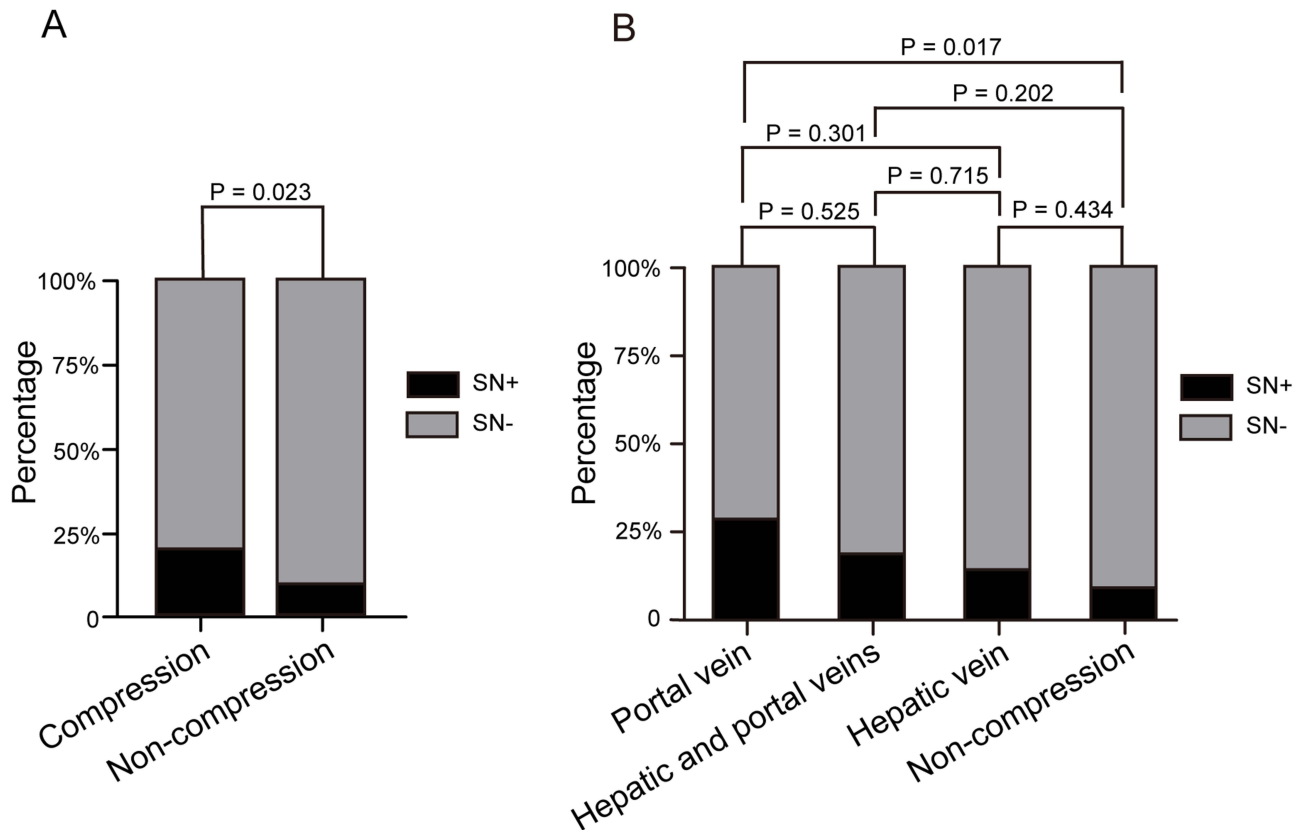 A
P = 0.023
100%
75%
50%
25%
0
Percentage
SN+
SN-
Compression
Non-compression
B
P = 0.017
P = 0.202
P = 0.301
P = 0.715
P = 0.525
P = 0.434
100%
75%
50%
25%
0
Percentage
SN+
SN-
Portal vein
Hepatic and portal veins
Hepatic vein
Non-compression